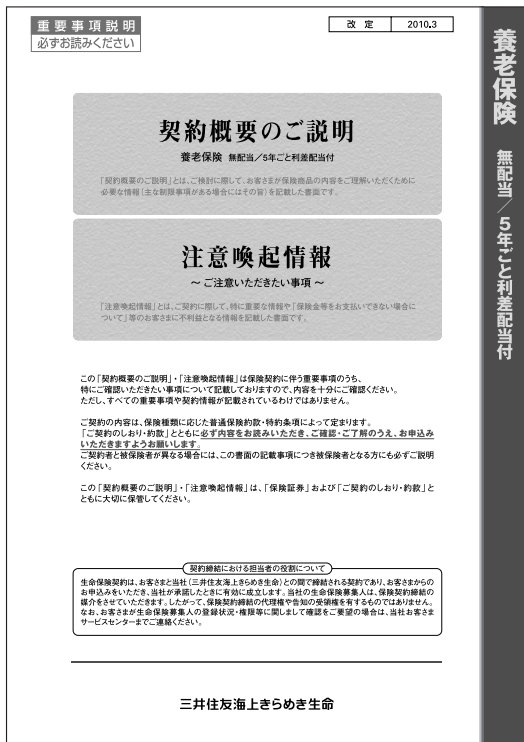 重要事項説明
必ずお読みください
改 定 2010.3
養老保険 無配当／5年ごと利差配当付
契約概要のご説明
養老保険 無配当／5年ごと利差配当付
「契約概要のご説明」とは、ご検討に際して、お客さまが保険商品の内容をご理解いただくために
必要な情報（主な制限事項がある場合にはその旨）を記載した書面です。
注意喚起情報
～ ご注意いただきたい事項 ～
「注意喚起情報」とは、ご契約に際して、特に重要な情報や「保険金等をお支払いできない場合に
ついて」等のお客さまに不利益となる情報を記載した書面です。
この「契約概要のご説明」・「注意喚起情報」は保険契約に伴う重要事項のうち、
特にご確認いただきたい事項について記載しておりますので、内容を十分にご確認ください。
ただし、すべての重要事項や契約情報が記載されているわけではありません。
ご契約の内容は、保険種類に応じた普通保険約款・特約条項によって定まります。
「ご契約のしおり・約款」とともに必ず内容をお読みいただき、ご確認・ご了解のうえ、お申込み
いただきますようお願いします。
ご契約者と被保険者が異なる場合には、この書面の記載事項につき被保険者となる方にも必ずご説明
ください。
この「契約概要のご説明」・「注意喚起情報」は、「保険証券」および「ご契約のしおり・約款」と
ともに大切に保管してください。
契約締結における担当者の役割について
生命保険契約は、お客さまと当社（三井住友海上きらめき生命）との間で締結される契約であり、お客さまからの
お申込みをいただき、当社が承諾したときに有効に成立します。当社の生命保険募集人は、保険契約締結の
媒介をさせていただきます。したがって、保険契約締結の代理権や告知の受領権を有するものではありません。
なお、お客さまが生命保険募集人の登録状況・権限等に関しまして確認をご要望の場合は、当社お客さま
サービスセンターまでご連絡ください。
三井住友海上きらめき生命